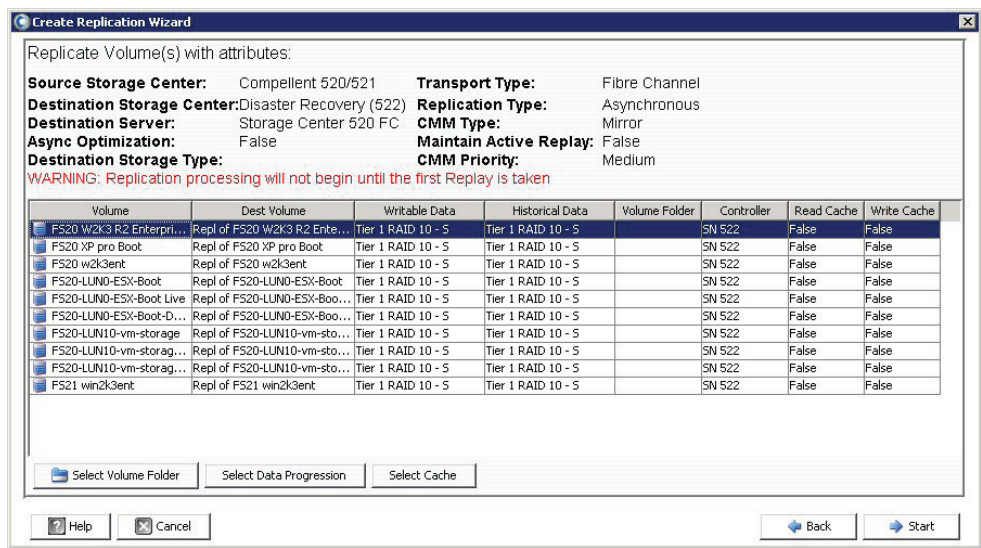 Create Replication Wizard
Replicate Volume(s) with attributes:
Source Storage Center: Compellent 520/521 Transport Type: Fibre Channel
Destination Storage Center:Disaster Recovery (522) Replication Type: Asynchronous
Destination Server: Storage Center 520 FC CMM Type: Mirror
Async Optimization: False Maintain Active Replay: False
Destination Storage Type: CMM Priority: Medium
WARNING: Replication processing will not begin until the first Replay is taken
Volume Dest Volume Writable Data Historical Data Volume Folder Controller Read Cache Write Cache
FS20 W2K3 R2 Enterpri... Repl of FS20 W2K3 R2 Ente... Tier 1 RAID 10 - S Tier 1 RAID 10 - S SN 522 False False
FS20 XP pro Boot Repl of FS20 XP pro Boot Tier 1 RAID 10 - S Tier 1 RAID 10 - S SN 522 False False
FS20 w2k3ent Repl of FS20 w2k3ent Tier 1 RAID 10 - S Tier 1 RAID 10 - S SN 522 False False
FS20-LUN0-ESX-Boot Repl of FS20-LUN0-ESX-Boot Tier 1 RAID 10 - S Tier 1 RAID 10 - S SN 522 False False
FS20-LUN0-ESX-Boot Live Repl of FS20-LUN0-ESX-Boo... Tier 1 RAID 10 - S Tier 1 RAID 10 - S SN 522 False False
FS20-LUN0-ESX-Boot-D... Repl of FS20-LUN0-ESX-Boo... Tier 1 RAID 10 - S Tier 1 RAID 10 - S SN 522 False False
FS20-LUN10-vm-storage Repl of FS20-LUN10-vm-sto... Tier 1 RAID 10 - S Tier 1 RAID 10 - S SN 522 False False
FS20-LUN10-vm-storag... Repl of FS20-LUN10-vm-sto... Tier 1 RAID 10 - S Tier 1 RAID 10 - S SN 522 False False
FS20-LUN10-vm-storag... Repl of FS20-LUN10-vm-sto... Tier 1 RAID 10 - S Tier 1 RAID 10 - S SN 522 False False
FS21 win2k3ent Repl of FS21 win2k3ent Tier 1 RAID 10 - S Tier 1 RAID 10 - S SN 522 False False
Select Volume Folder Select Data Progression Select Cache
? Help Cancel Back Start